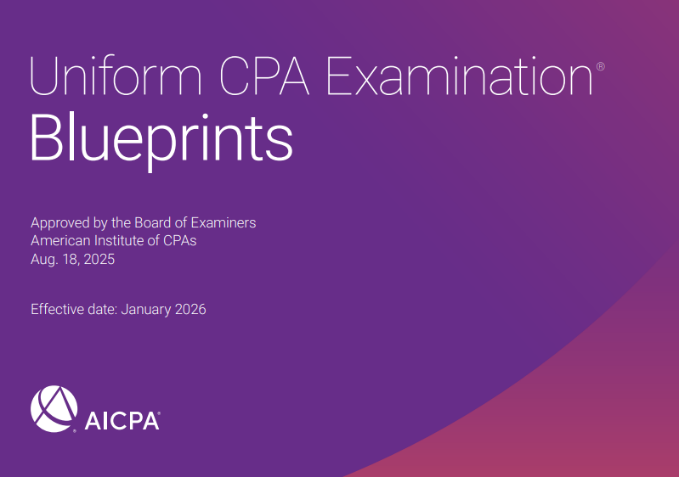 Uniform CPA Examination®
Blueprints
Approved by the Board of Examiners
American Institute of CPAs
Aug. 18, 2025
Effective date: January 2026
AICPA®